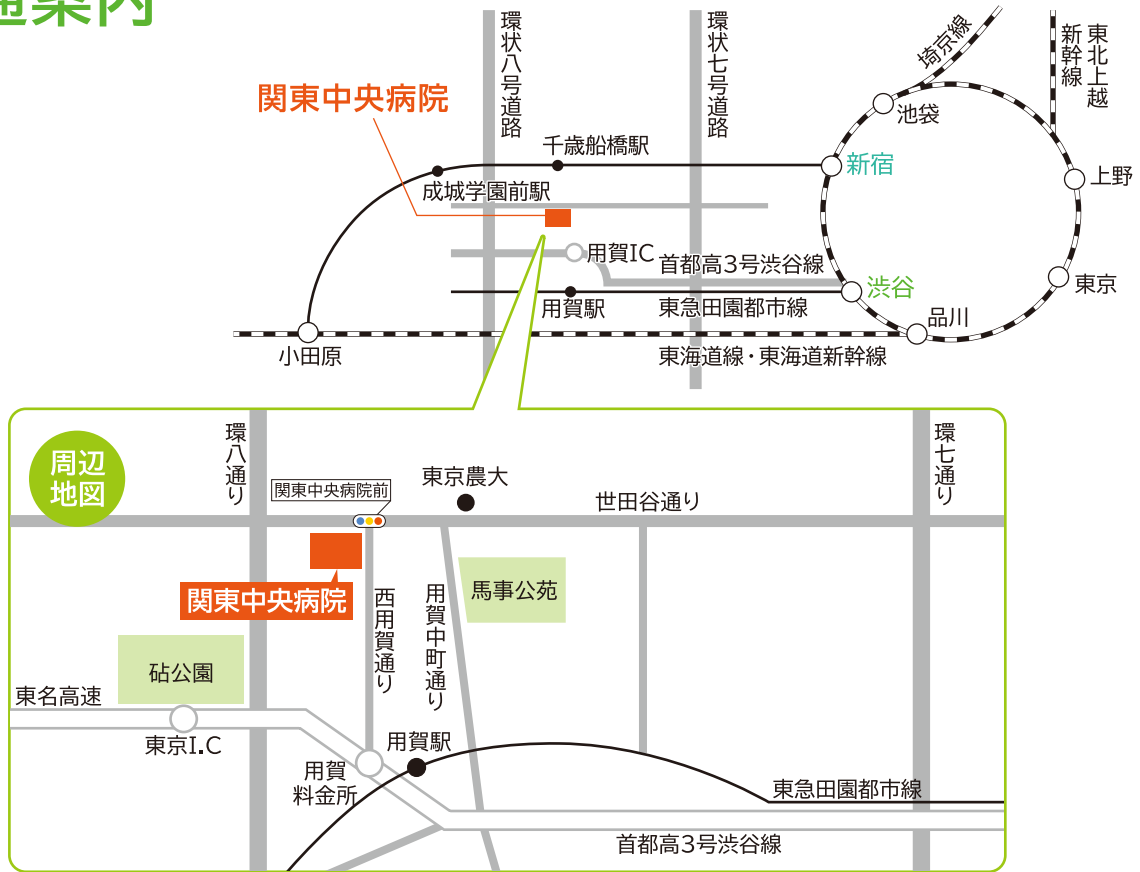 通案内
環状八号道路
環状七号道路
埼京線
東北上越
新幹線
関東中央病院
池袋
千歳船橋駅
新宿
上野
成城学園前駅
用賀IC
首都高3号渋谷線
渋谷
東京
用賀駅
東急田園都市線
品川
小田原
東海道線・東海道新幹線
周辺
地図
環八通り
環七通り
関東中央病院前
東京農大
世田谷通り
関東中央病院
西用賀通り
用賀中町通り
馬事公苑
砧公園
東名高速
東京I.C
用賀駅
用賀
料金所
東急田園都市線
首都高3号渋谷線